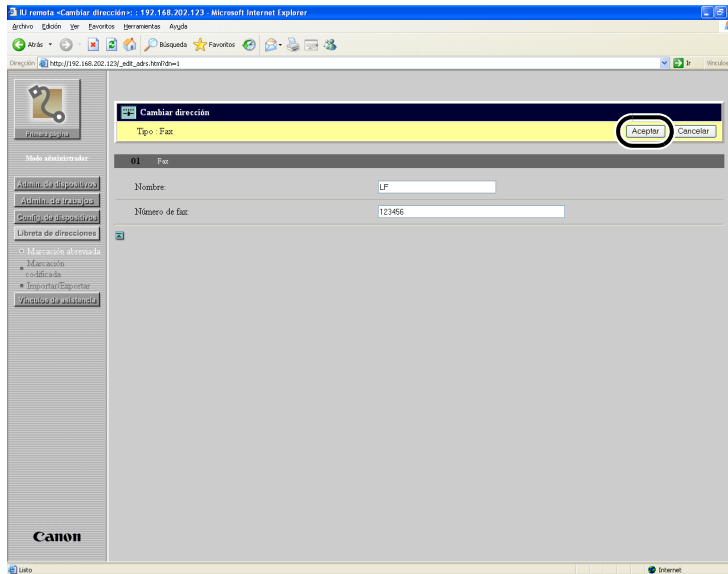 IU remota <Cambiar dirección>: : 192.168.202.123 - Microsoft Internet Explorer
Archivo Edición Ver Favoritos Herramientas Ayuda
Atrás Búsqueda Favoritos
Dirección http://192.168.202.123/_edit_adrs.html?dn=1 Ir Vínculos
Primera página
Cambiar dirección
Tipo : Fax Aceptar Cancelar
Modo administrador
01 Fax
Admin. de dispositivos
Nombre: LF
Admin. de trabajos
Número de fax: 123456
Config. de dispositivos
Libreta de direcciones
Marcación abreviada
Marcación
codificada
Importar/Exportar
Vínculos de asistencia
Canon
Listo Internet